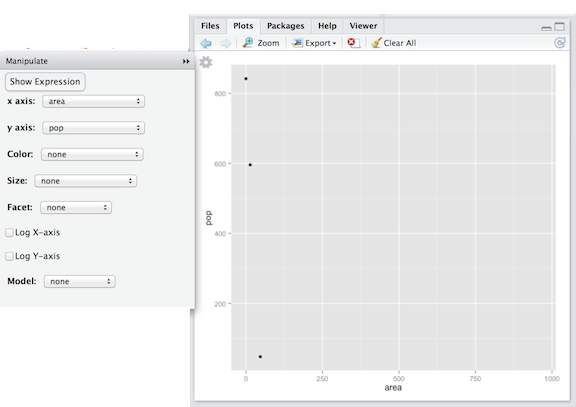 Files Plots Packages Help Viewer
Zoom Export Clear All
Manipulate
Show Expression
x axis: area
y axis: pop
Color: none
Size: none
Facet: none
Log X-axis
Log Y-axis
Model: none
800
600
400
200
pop
0 250 500 750 1000
area